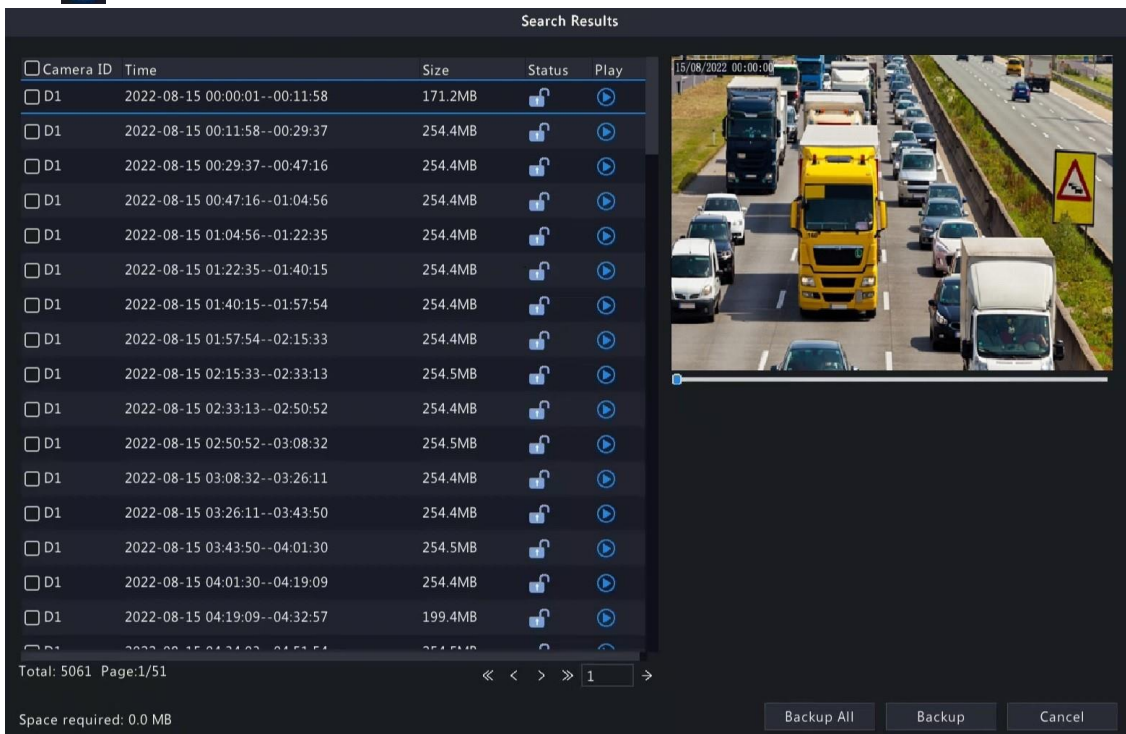 Search Results
Camera ID Time Size Status Play
D1 2022-08-15 00:00:01--00:11:58 171.2MB
D1 2022-08-15 00:11:58--00:29:37 254.4MB
D1 2022-08-15 00:29:37--00:47:16 254.4MB
D1 2022-08-15 00:47:16--01:04:56 254.4MB
D1 2022-08-15 01:04:56--01:22:35 254.4MB
D1 2022-08-15 01:22:35--01:40:15 254.4MB
D1 2022-08-15 01:40:15--01:57:54 254.4MB
D1 2022-08-15 01:57:54--02:15:33 254.4MB
D1 2022-08-15 02:15:33--02:33:13 254.5MB
D1 2022-08-15 02:33:13--02:50:52 254.4MB
D1 2022-08-15 02:50:52--03:08:32 254.5MB
D1 2022-08-15 03:08:32--03:26:11 254.4MB
D1 2022-08-15 03:26:11--03:43:50 254.4MB
D1 2022-08-15 03:43:50--04:01:30 254.5MB
D1 2022-08-15 04:01:30--04:19:09 254.4MB
D1 2022-08-15 04:19:09--04:32:57 199.4MB
Total: 5061 Page:1/51
1
Space required: 0.0 MB
15/08/2022 00:00:00
Backup All Backup Cancel